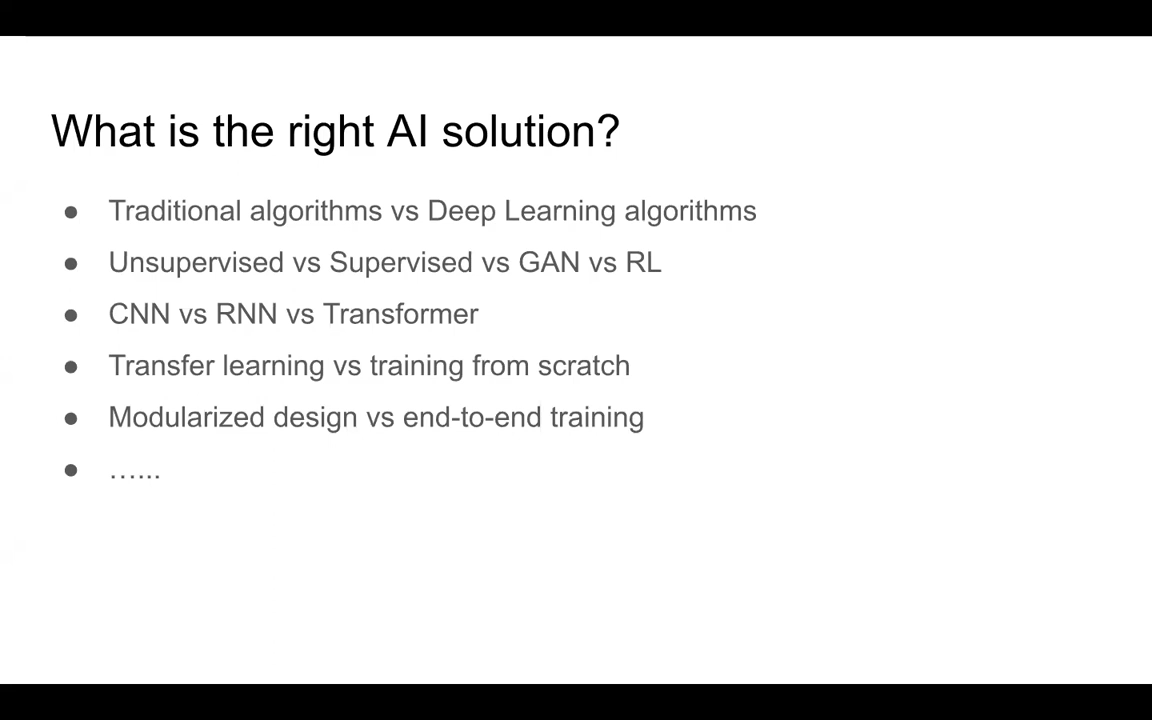 What is the right AI solution?
● Traditional algorithms vs Deep Learning algorithms
● Unsupervised vs Supervised vs GAN vs RL
● CNN vs RNN vs Transformer
● Transfer learning vs training from scratch
● Modularized design vs end-to-end training
● …...